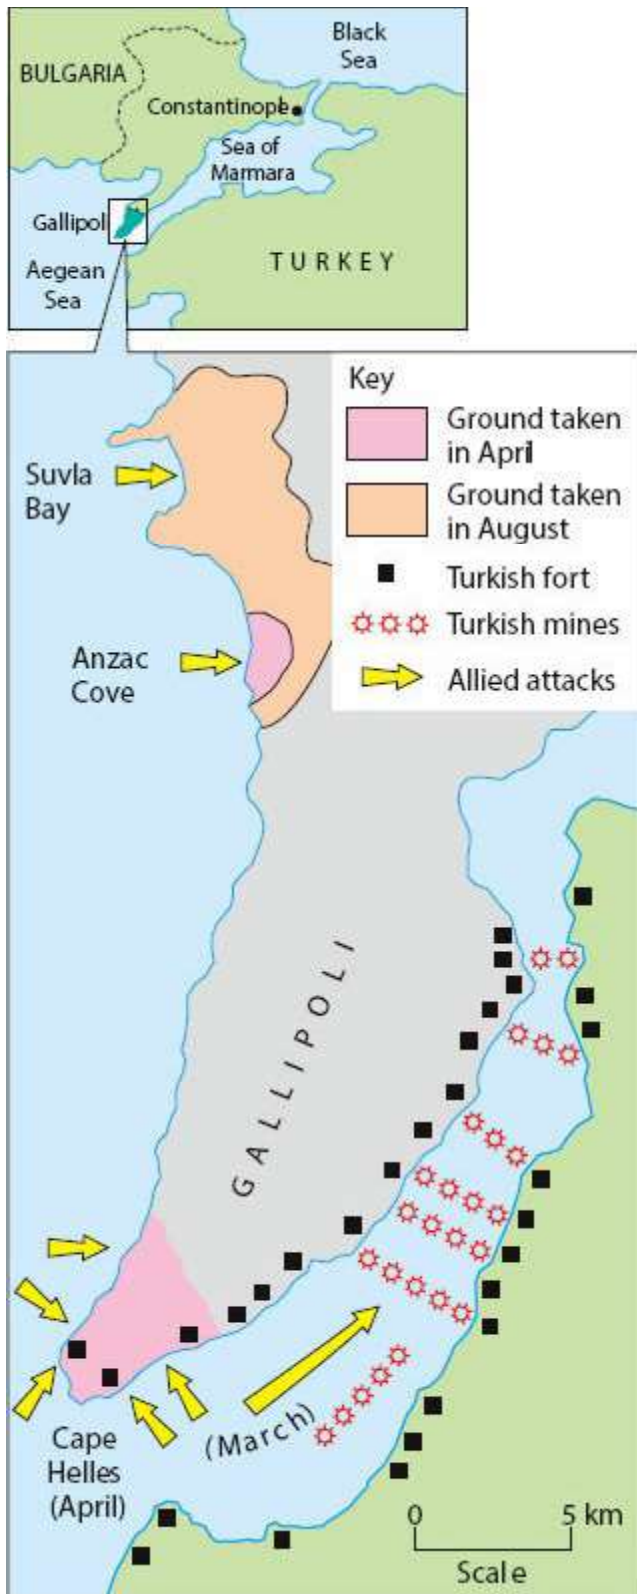 Black
Sea
BULGARIA
Constantinople
Sea of
Marmara
Gallipoli
TURKEY
Aegean
Sea
Key
Ground taken
in April
Ground taken
in August
Turkish fort
Turkish mines
Allied attacks
Suvla
Bay
Anzac
Cove
GALLIPOLI
(March)
Cape
Helles
(April)
0 5 km
Scale